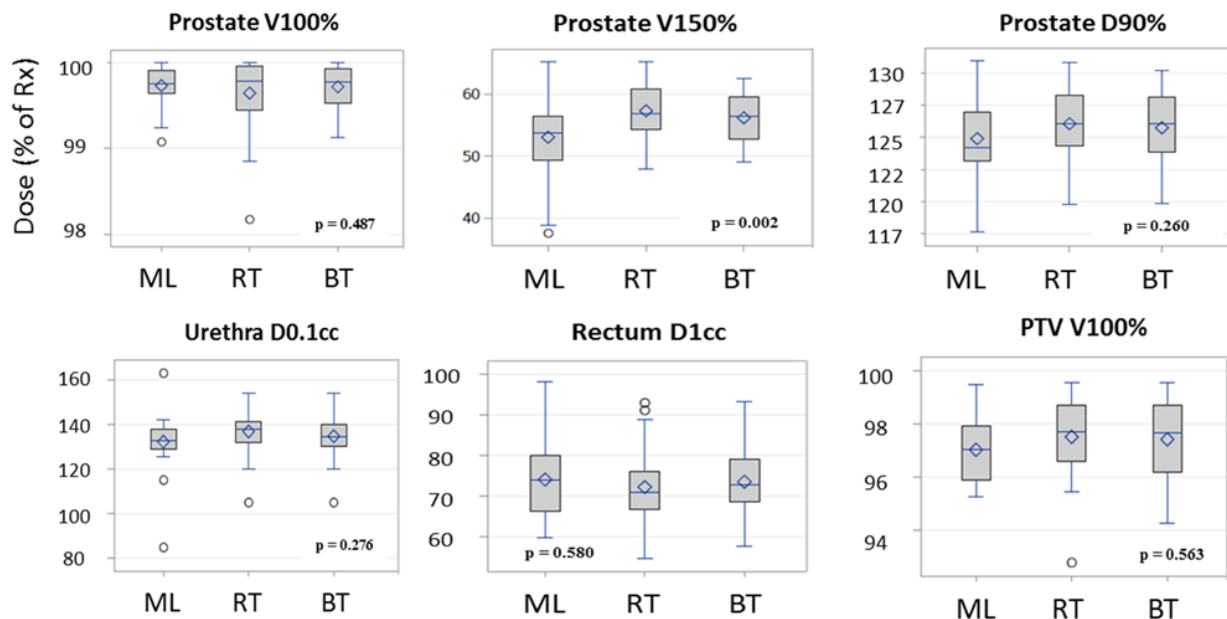 Prostate V100%
Prostate V150%
Prostate D90%
Dose (% of Rx)
100
99
98
p = 0.487
ML RT BT
60
50
40
p = 0.002
ML RT BT
130
127
125
122
120
117
p = 0.260
ML RT BT
Urethra D0.1cc
Rectum D1cc
PTV V100%
160
140
120
100
80
p = 0.276
ML RT BT
100
90
80
70
60
p = 0.580
ML RT BT
100
98
96
94
p = 0.563
ML RT BT